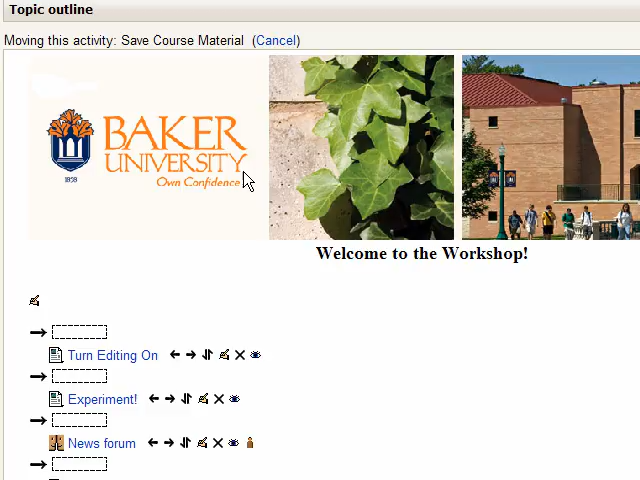 Topic outline
Moving this activity: Save Course Material (Cancel)
BAKER
UNIVERSITY
Own Confidence
1858
Welcome to the Workshop!
Turn Editing On
Experiment!
News forum